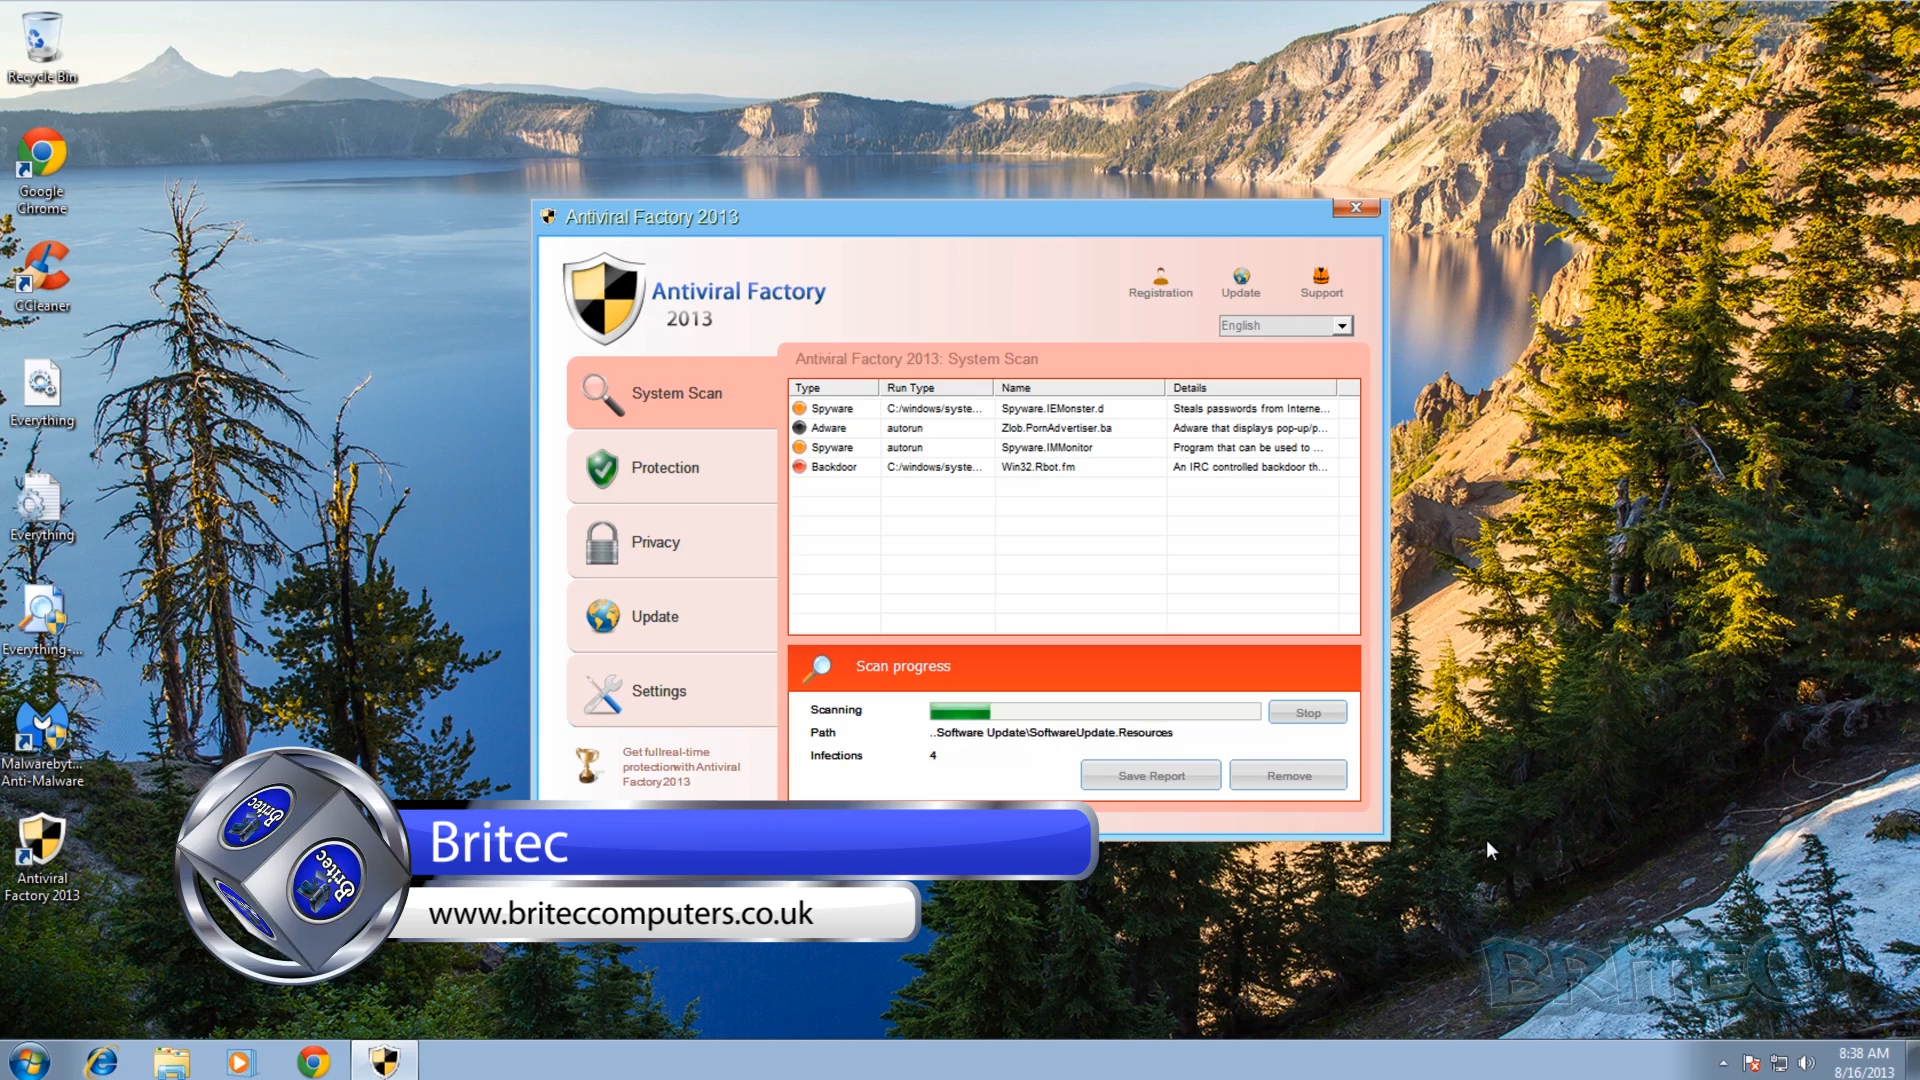 Recycle Bin
Google
Chrome
CCleaner
Everything
Everything
Everything-...
Malwarebyt...
Anti-Malware
Antiviral
Factory 2013
Antiviral Factory 2013
Antiviral Factory
2013
Registration
Update
Support
English
System Scan
Protection
Privacy
Update
Settings
Get fullreal-time
protectionwith Antiviral
Factory2013
Antiviral Factory 2013: System Scan
Type Run Type Name Details
Spyware C:/windows/syste... Spyware.IEMonster.d Steals passwords from Interne...
Adware autorun Zlob.PornAdvertiser.ba Adware that displays pop-up/p...
Spyware autorun Spyware.IMMonitor Program that can be used to ...
Backdoor C:/windows/syste... Win32.Rbot.fm An IRC controlled backdoor th...
Scan progress
Scanning
Stop
Path ..Software Update\SoftwareUpdate.Resources
Infections 4
Save Report
Remove
Britec
www.briteccomputers.co.uk
Britec
Britec
BRITEC
8:38 AM
8/16/2013